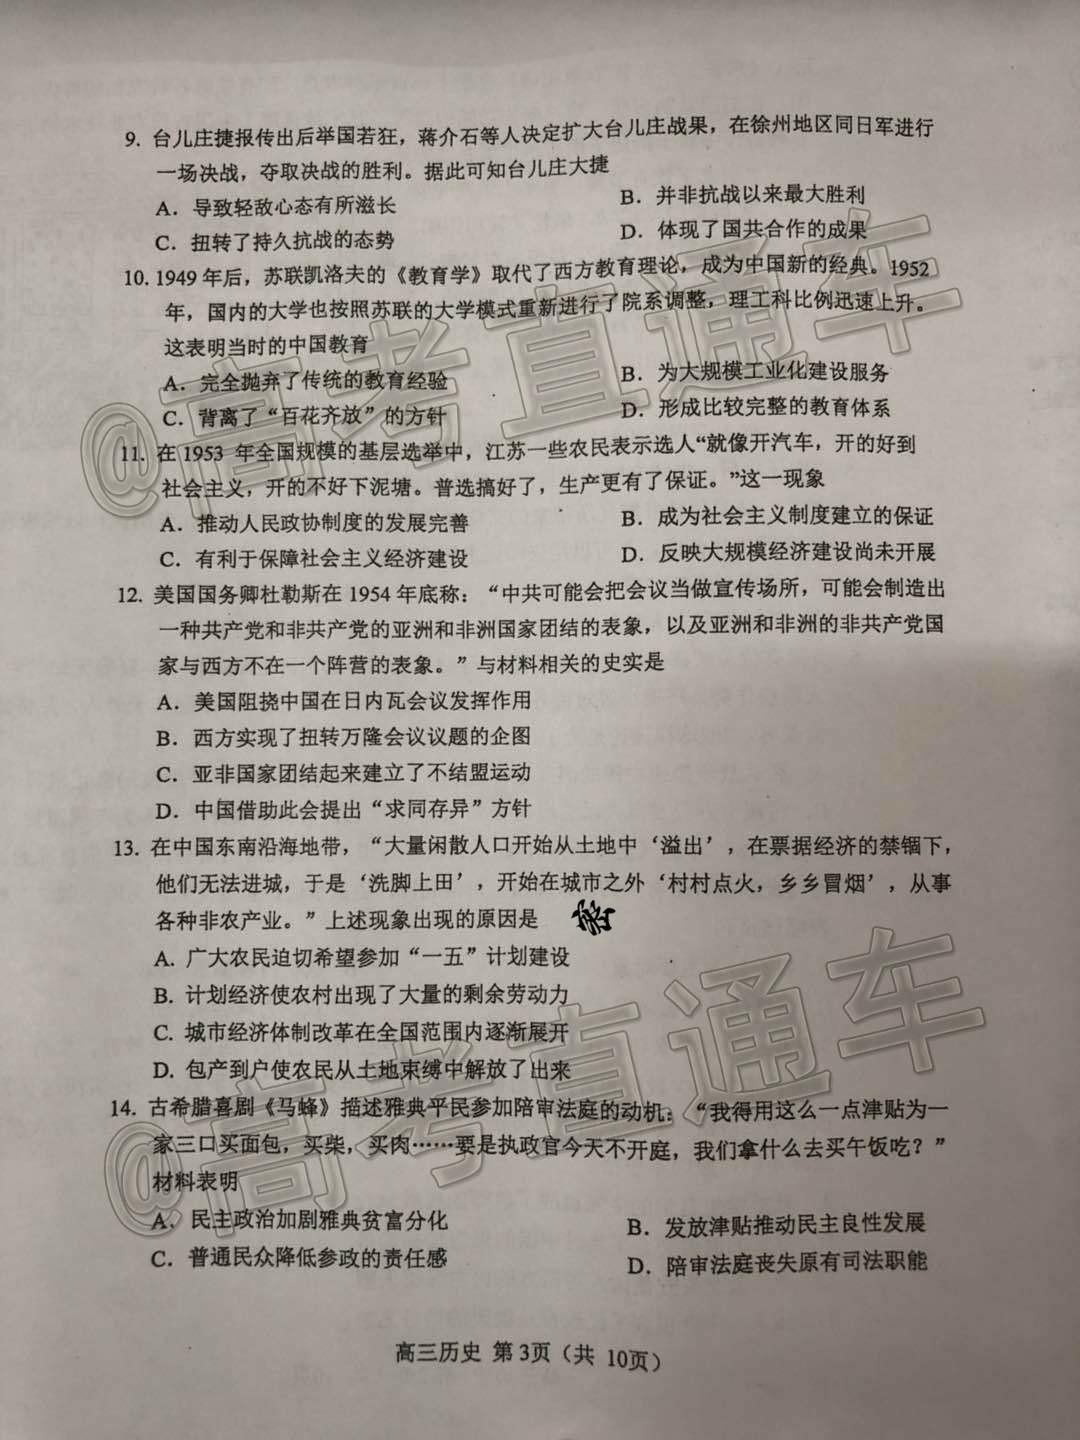 9. 台儿庄捷报传出后举国若狂，蒋介石等人决定扩大台儿庄战果，在徐州地区同日军进行
一场决战，夺取决战的胜利。据此可知台儿庄大捷
A．导致轻敌心态有所滋长
B．并非抗战以来最大胜利
C．扭转了持久抗战的态势
D．体现了国共合作的成果
10. 1949 年后，苏联凯洛夫的《教育学》取代了西方教育理论，成为中国新的经典。1952
年，国内的大学也按照苏联的大学模式重新进行了院系调整，理工科比例迅速上升。
这表明当时的中国教育
A．完全抛弃了传统的教育经验
B．为大规模工业化建设服务
C．背离了“百花齐放”的方针
D．形成比较完整的教育体系
11. 在 1953 年全国规模的基层选举中，江苏一些农民表示选人“就像开汽车，开的好到
社会主义，开的不好下泥塘。普选搞好了，生产更有了保证。”这一现象
A．推动人民政协制度的发展完善
B．成为社会主义制度建立的保证
C．有利于保障社会主义经济建设
D．反映大规模经济建设尚未开展
12. 美国国务卿杜勒斯在 1954 年底称：“中共可能会把会议当做宣传场所，可能会制造出
一种共产党和非共产党的亚洲和非洲国家团结的表象，以及亚洲和非洲的非共产党国
家与西方不在一个阵营的表象。”与材料相关的史实是
A．美国阻挠中国在日内瓦会议发挥作用
B．西方实现了扭转万隆会议议题的企图
C．亚非国家团结起来建立了不结盟运动
D．中国借助此会提出“求同存异”方针
13. 在中国东南沿海地带，“大量闲散人口开始从土地中‘溢出’，在票据经济的禁锢下，
他们无法进城，于是‘洗脚上田’，开始在城市之外‘村村点火，乡乡冒烟’，从事
各种非农产业。”上述现象出现的原因是
A. 广大农民迫切希望参加“一五”计划建设
B. 计划经济使农村出现了大量的剩余劳动力
C. 城市经济体制改革在全国范围内逐渐展开
D. 包产到户使农民从土地束缚中解放了出来
14. 古希腊喜剧《马蜂》描述雅典平民参加陪审法庭的动机：“我得用这么一点津贴为一
家三口买面包，买柴，买肉……要是执政官今天不开庭，我们拿什么去买午饭吃？”
材料表明
A．民主政治加剧雅典贫富分化
B．发放津贴推动民主良性发展
C．普通民众降低参政的责任感
D．陪审法庭丧失原有司法职能
高三历史 第 3页（共 10页）
@高考直通车
@高考直通车